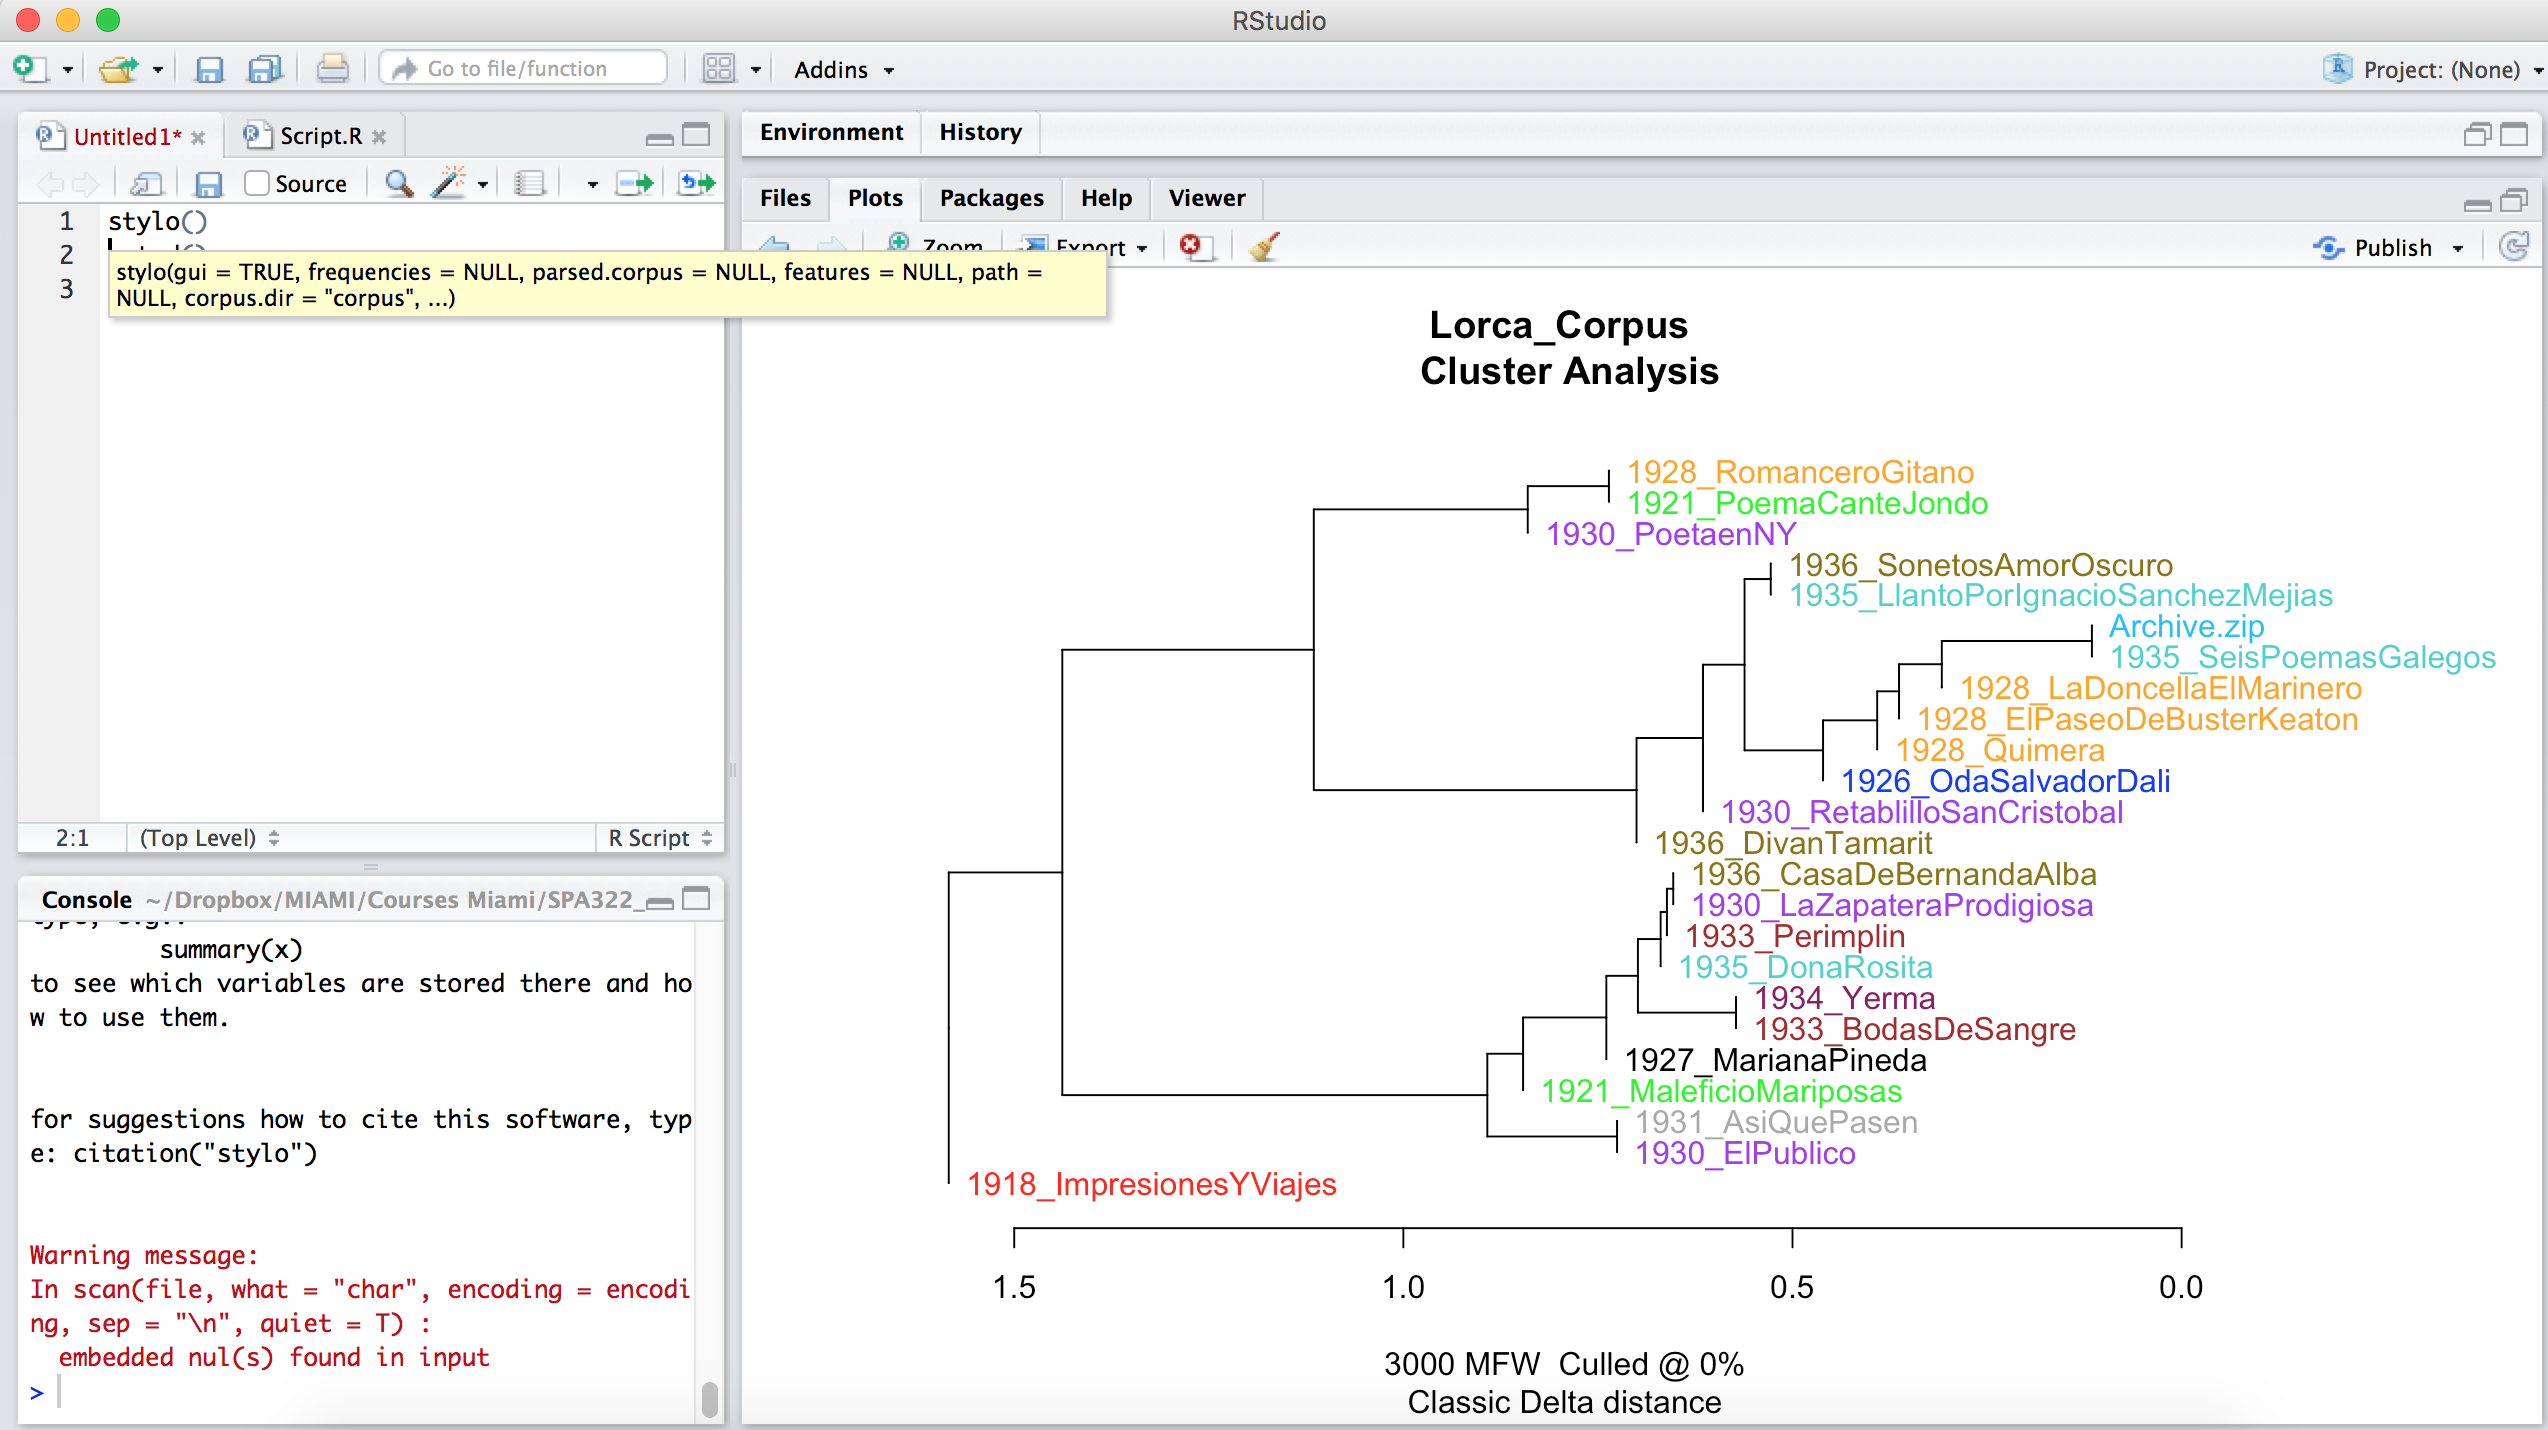 RStudio
Go to file/function
Addins
Project: (None)
Untitled1*
Script.R
Source
1 stylo()
2
3
stylo(gui = TRUE, frequencies = NULL, parsed.corpus = NULL, features = NULL, path =
NULL, corpus.dir = "corpus", ...)
2:1
(Top Level)
R Script
Console ~/Dropbox/MIAMI/Courses Miami/SPA322_
summary(x)
to see which variables are stored there and ho
w to use them.
for suggestions how to cite this software, typ
e: citation("stylo")
Warning message:
In scan(file, what = "char", encoding = encodi
ng, sep = "\n", quiet = T) :
embedded nul(s) found in input
>
Environment
History
Files
Plots
Packages
Help
Viewer
Zoom
Export
Publish
Lorca_Corpus
Cluster Analysis
1928_RomanceroGitano
1921_PoemaCanteJondo
1930_PoetaenNY
1936_SonetosAmorOscuro
1935_LlantoPorIgnacioSanchezMejias
Archive.zip
1935_SeisPoemasGalegos
1928_LaDoncellaElMarinero
1928_ElPaseoDeBusterKeaton
1928_Quimera
1926_OdaSalvadorDali
1930_RetablilloSanCristobal
1936_DivanTamarit
1936_CasaDeBernandaAlba
1930_LaZapateraProdigiosa
1933_Perimplin
1935_DonaRosita
1934_Yerma
1933_BodasDeSangre
1927_MarianaPineda
1921_MaleficioMariposas
1931_AsiQuePasen
1930_ElPublico
1918_ImpresionesYViajes
1.5
1.0
0.5
0.0
3000 MFW Culled @ 0%
Classic Delta distance